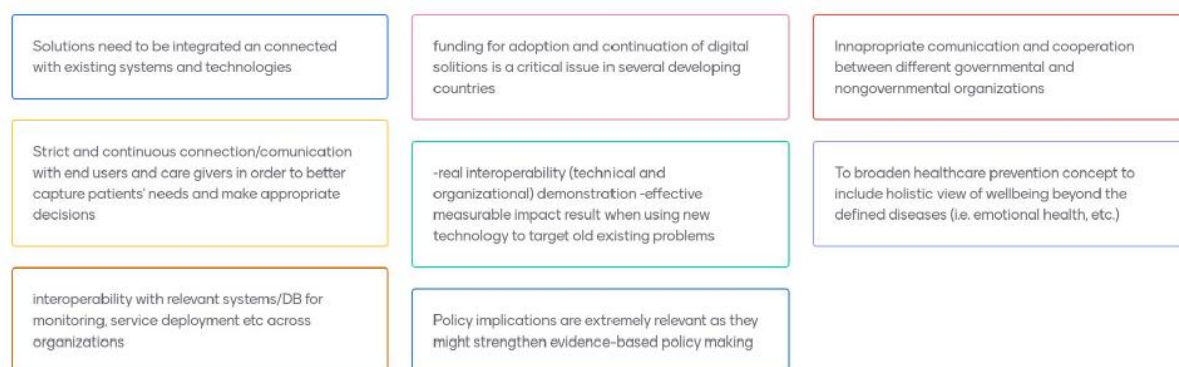 Solutions need to be integrated an connected
with existing systems and technologies
Strict and continuous connection/comunication
with end users and care givers in order to better
capture patients' needs and make appropriate
decisions
interoperability with relevant systems/DB for
monitoring, service deployment etc across
organizations
funding for adoption and continuation of digital
solitions is a critical issue in several developing
countries
-real interoperability (technical and
organizational) demonstration -effective
measurable impact result when using new
technology to target old existing problems
Policy implications are extremely relevant as they
might strengthen evidence-based policy making
Innapropriate comunication and cooperation
between different governmental and
nongovernmental organizations
To broaden healthcare prevention concept to
include holistic view of wellbeing beyond the
defined diseases (i.e. emotional health, etc.)